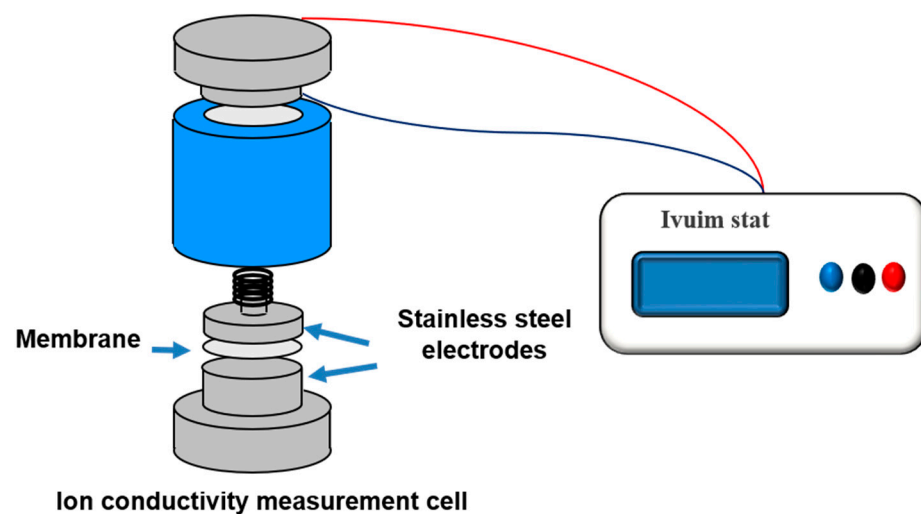 Ivuim stat
Stainless steel
electrodes
Membrane
Ion conductivity measurement cell